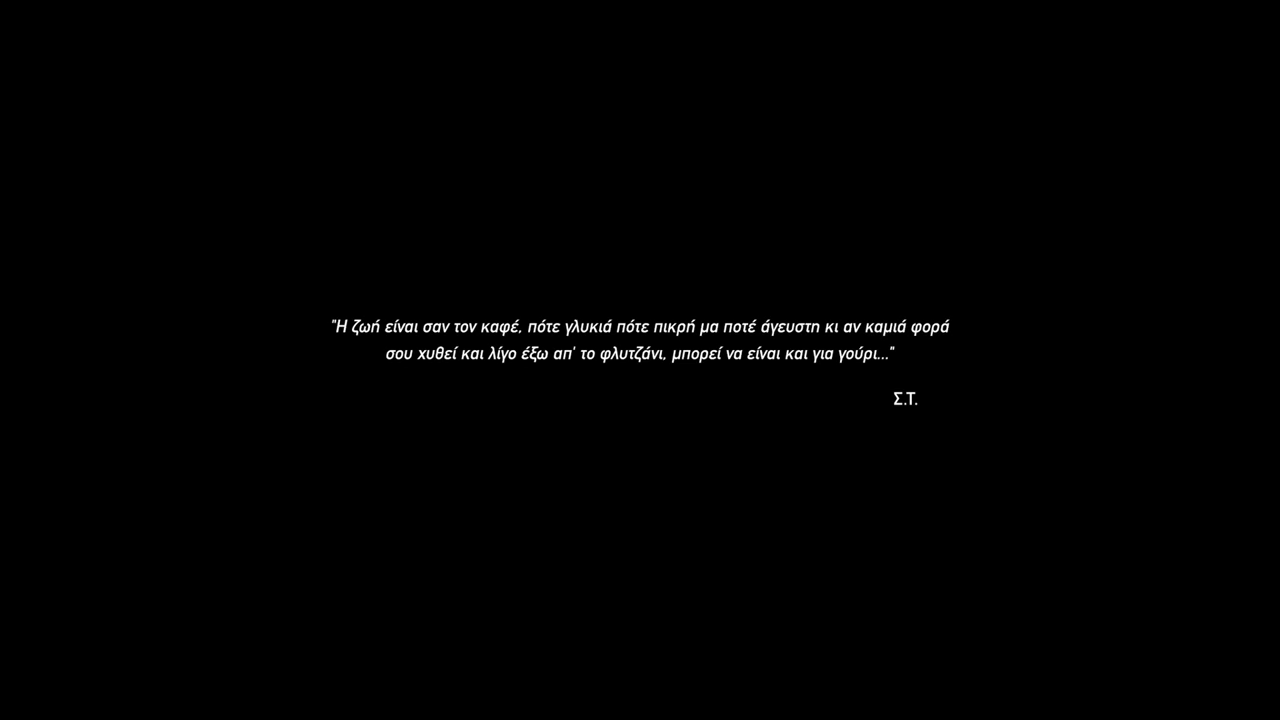 "Η ζωή είναι σαν τον καφέ, πότε γλυκιά πότε πικρή μα ποτέ άγευστη κι αν καμιά φορά
σου χυθεί και λίγο έξω απ' το φλυτζάνι, μπορεί να είναι και για γούρι..."
Σ.Τ.